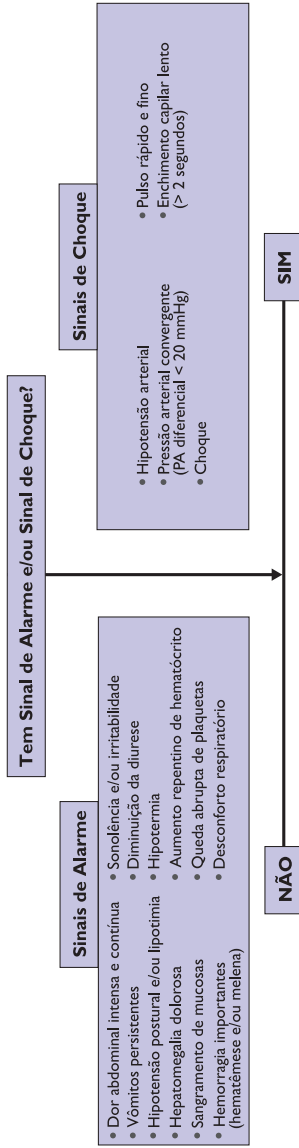 Tem Sinal de Alarme e/ou Sinal de Choque?
Sinais de Alarme
• Dor abdominal intensa e contínua
• Vômitos persistentes
• Hipotensão postural e/ou lipotimia
• Hepatomegalia dolorosa
• Sangramento de mucosas
• Hemorragia importantes
(hematêmese e/ou melena)
• Sonolência e/ou irritabilidade
• Diminuição da diurese
• Hipotermia
• Aumento repentino de hematócrito
• Queda abrupta de plaquetas
• Desconforto respiratório
Sinais de Choque
• Hipotensão arterial
• Pressão arterial convergente
(PA diferencial < 20 mmHg)
• Choque
• Pulso rápido e fino
• Enchimento capilar lento
(> 2 segundos)
NÃO
SIM